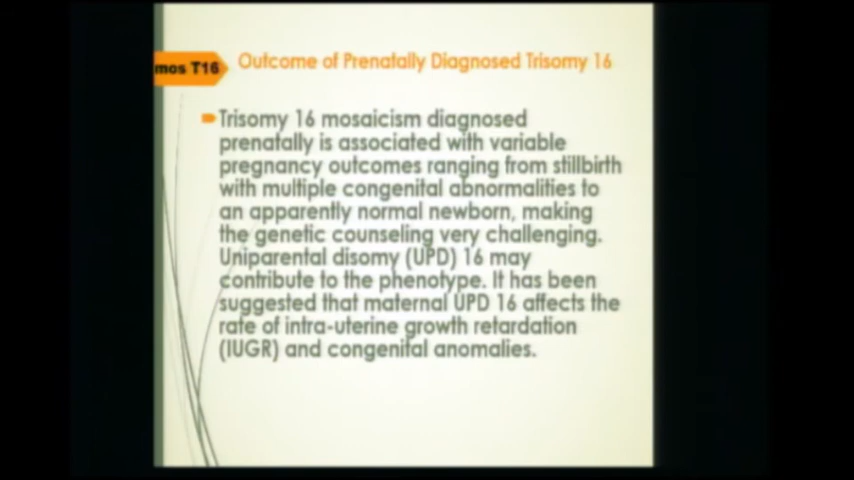 mos T16
Outcome of Prenatally Diagnosed Trisomy 16
Trisomy 16 mosaicism diagnosed
prenatally is associated with variable
pregnancy outcomes ranging from stillbirth
with multiple congenital abnormalities to
an apparently normal newborn, making
the genetic counseling very challenging.
Uniparental disomy (UPD) 16 may
contribute to the phenotype. It has been
suggested that maternal UPD 16 affects the
rate of intra-uterine growth retardation
(IUGR) and congenital anomalies.